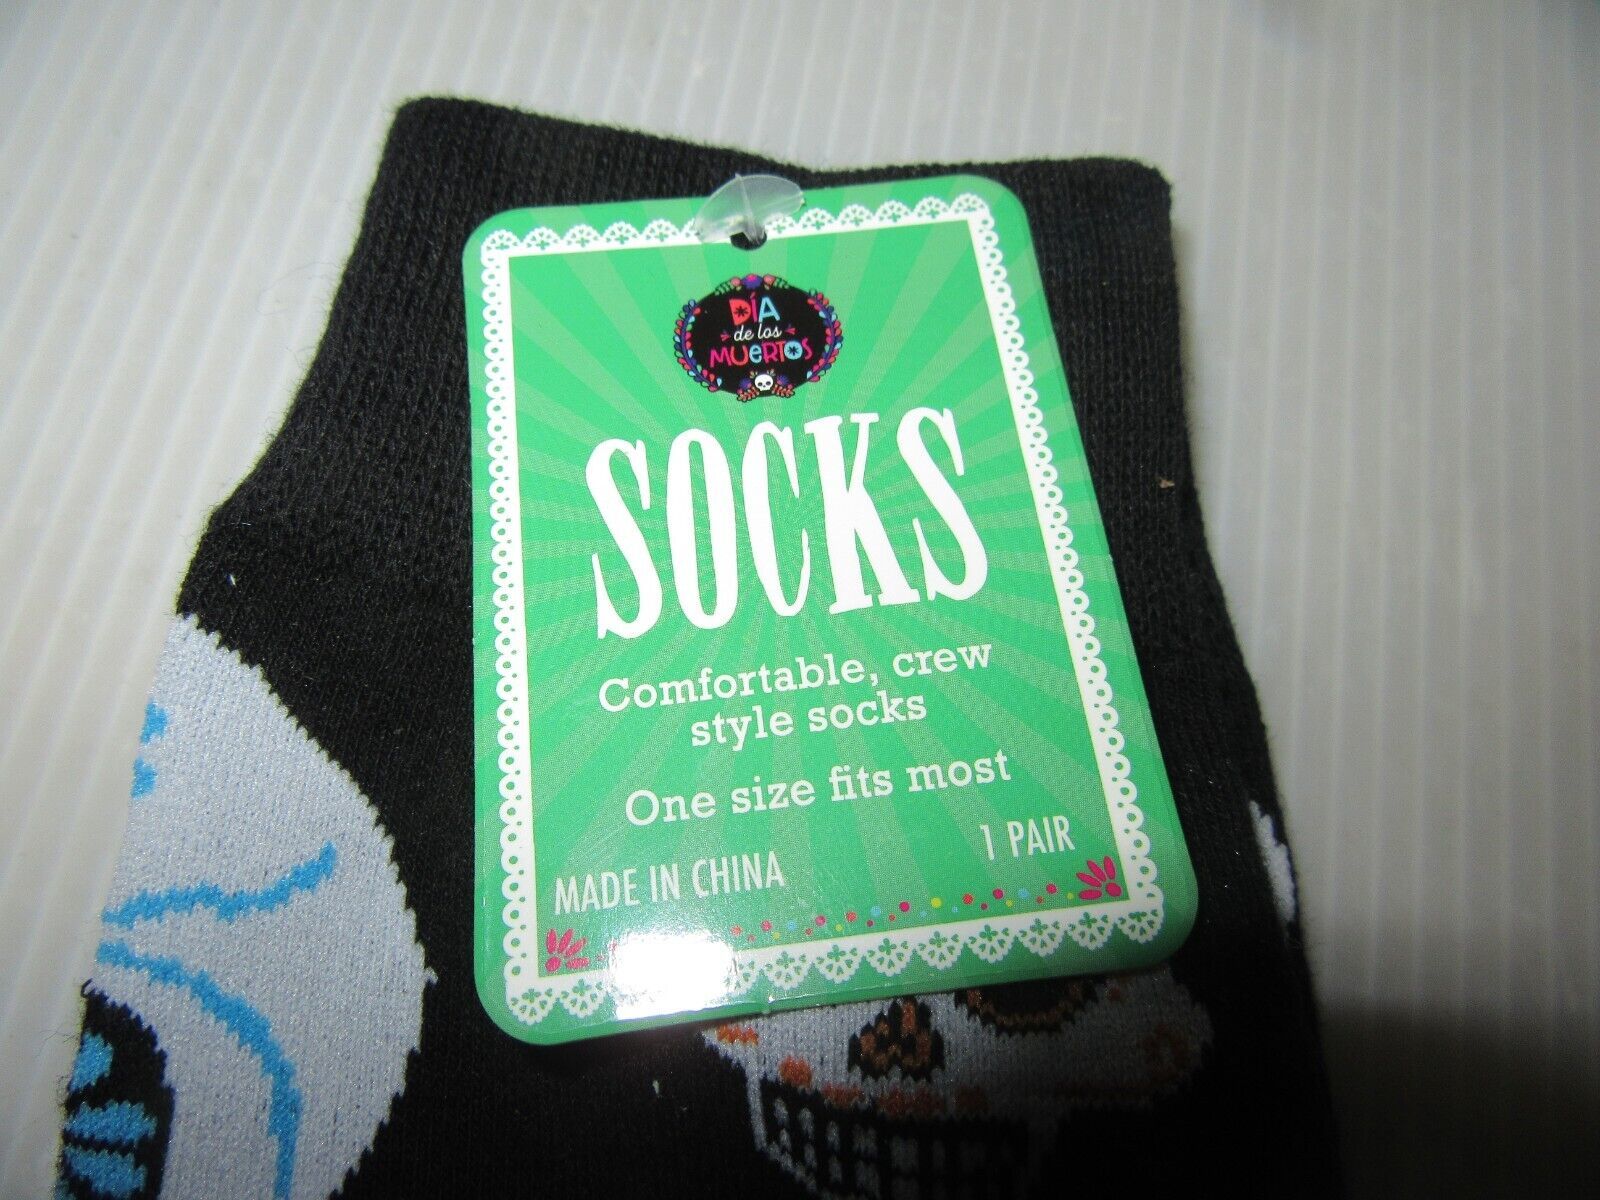 DÍA
de los
MUERTOS
SOCKS
Comfortable, crew
style socks
One size fits most
1 PAIR
MADE IN CHINA